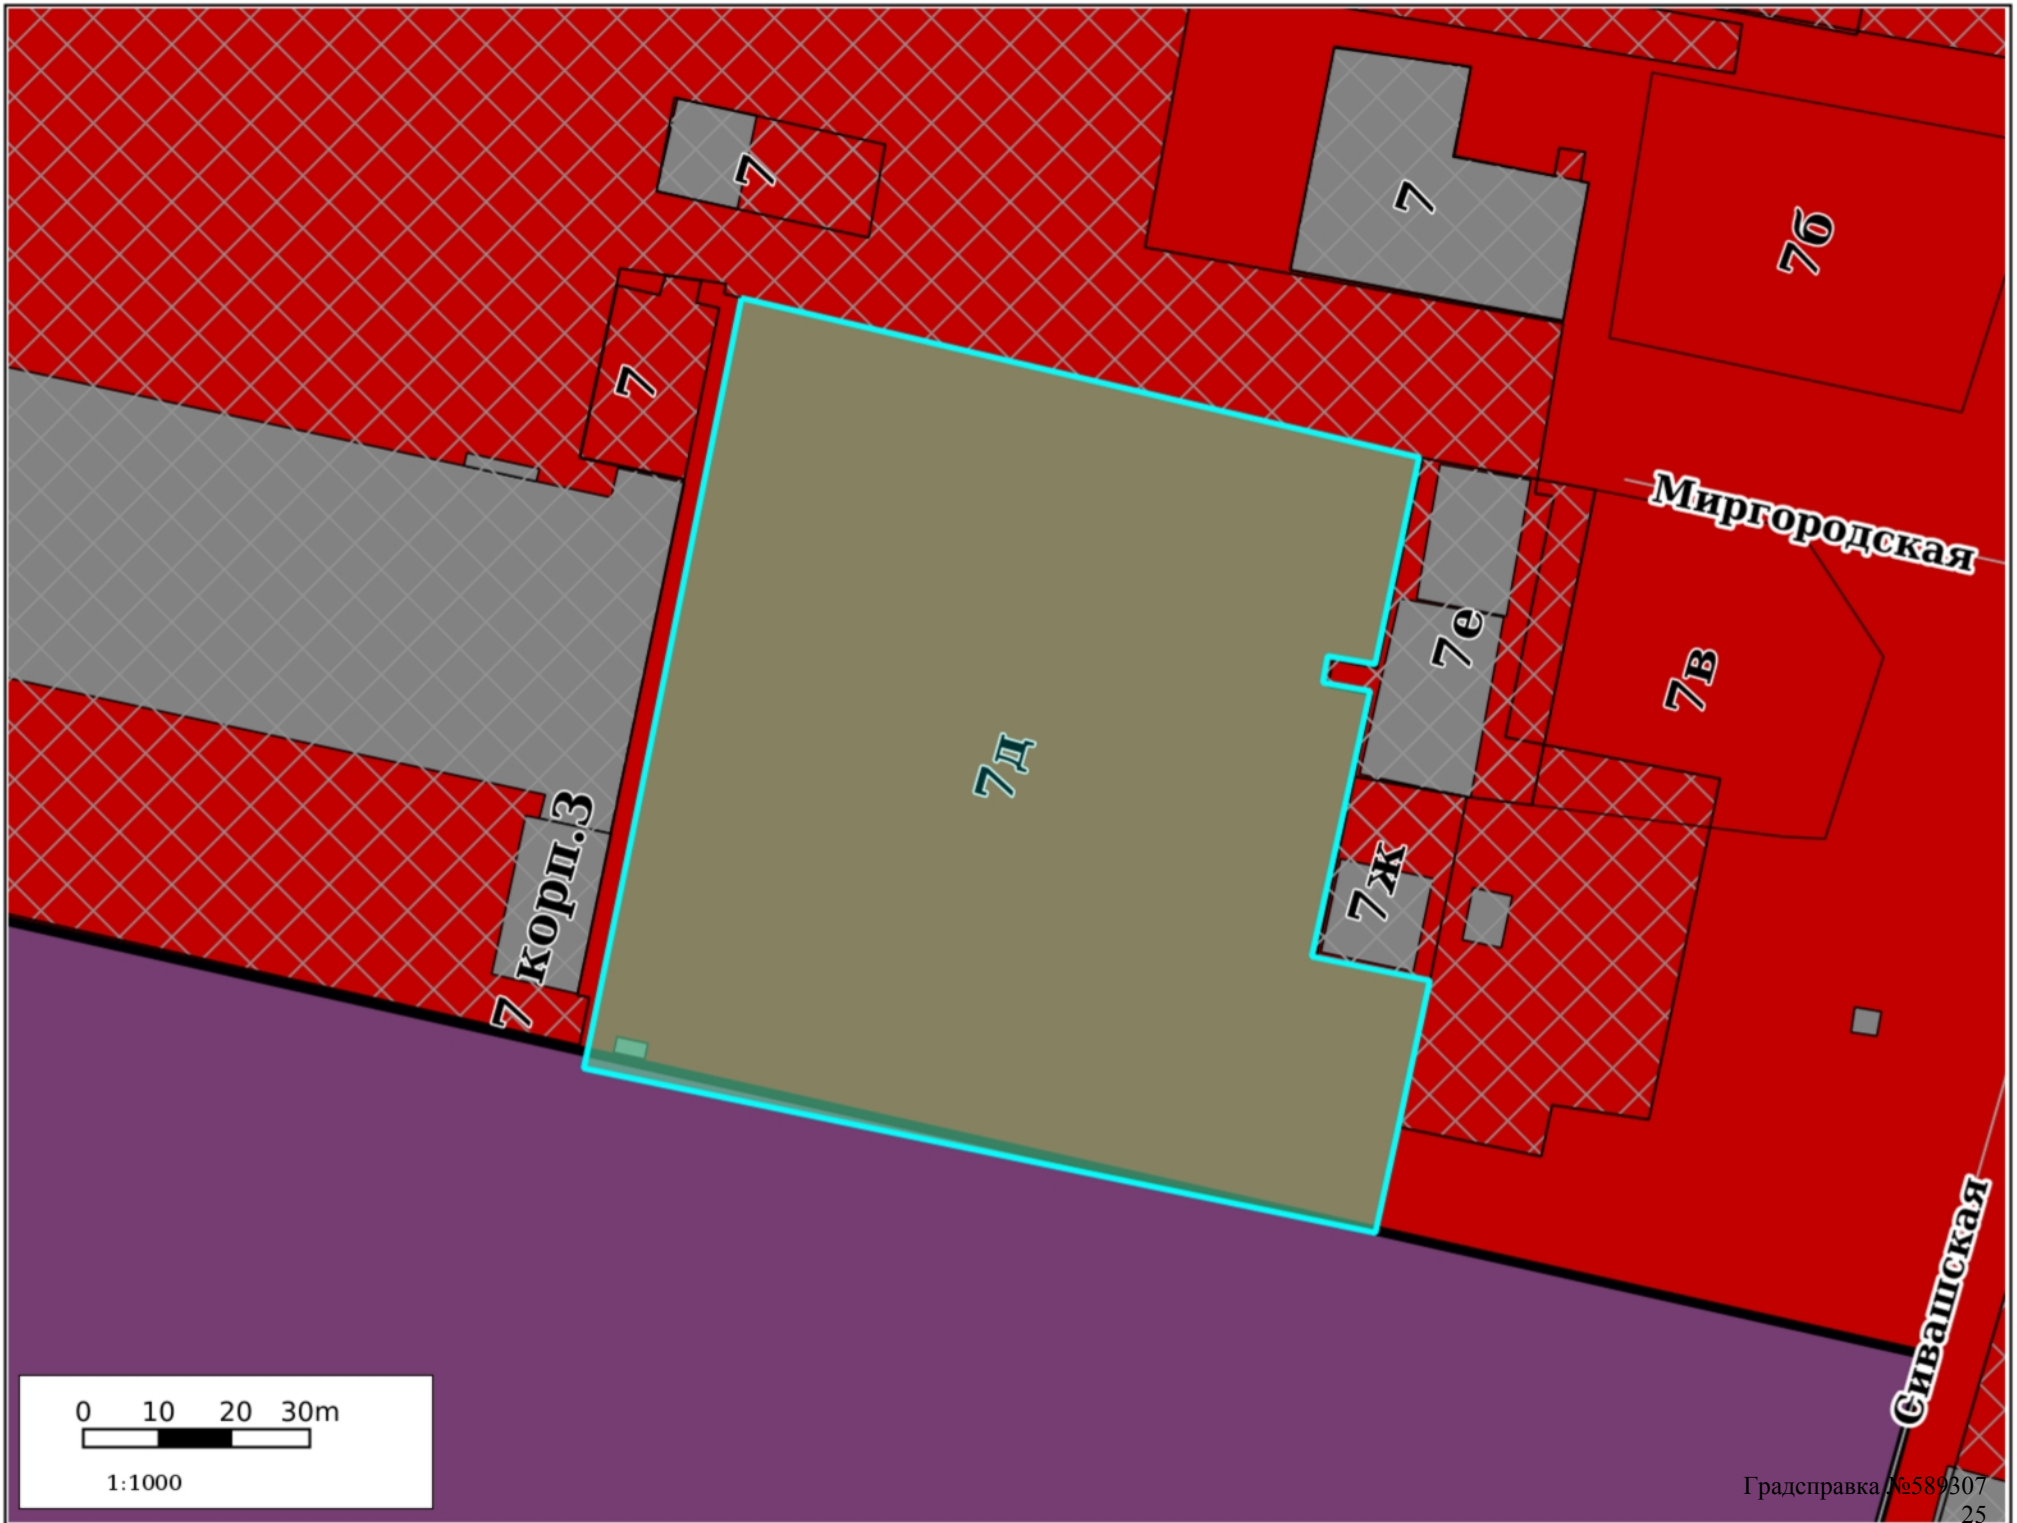 7
7
7б
7
Миргородская
7е
7в
7д
7ж
7 корп.3
Сивашская
0 10 20 30m
1:1000
Градсправка №589307
25